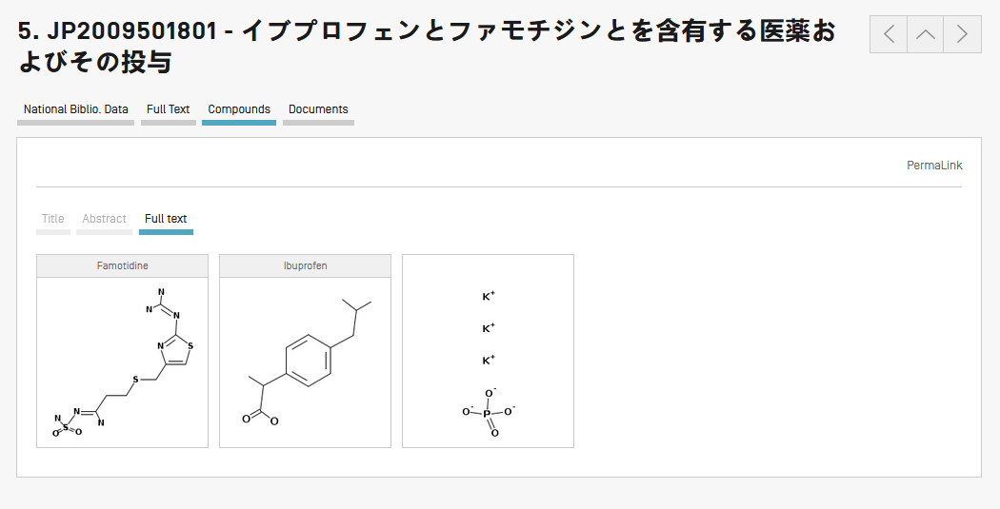 5. JP2009501801 - イブプロフェンとファモチジンとを含有する医薬お
よびその投与
National Biblio. Data Full Text Compounds Documents
PermaLink
Title Abstract Full text
Famotidine Ibuprofen
N
N
N
N
S
S
N
N
N
S
O
O
O
O
K+
K+
K+
O-
O-
P
O-
O